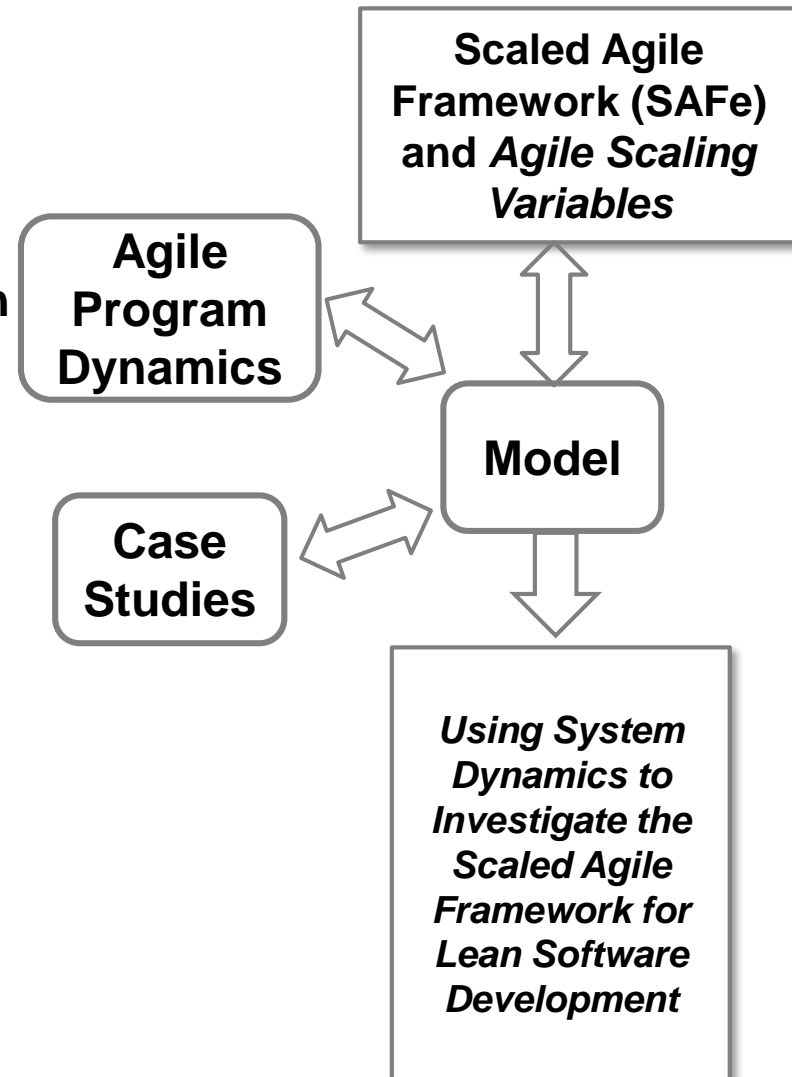 Scaled Agile
Framework (SAFe)
and Agile Scaling
Variables
Agile
Program
Dynamics
Model
Case
Studies
Using System
Dynamics to
Investigate the
Scaled Agile
Framework for
Lean Software
Development